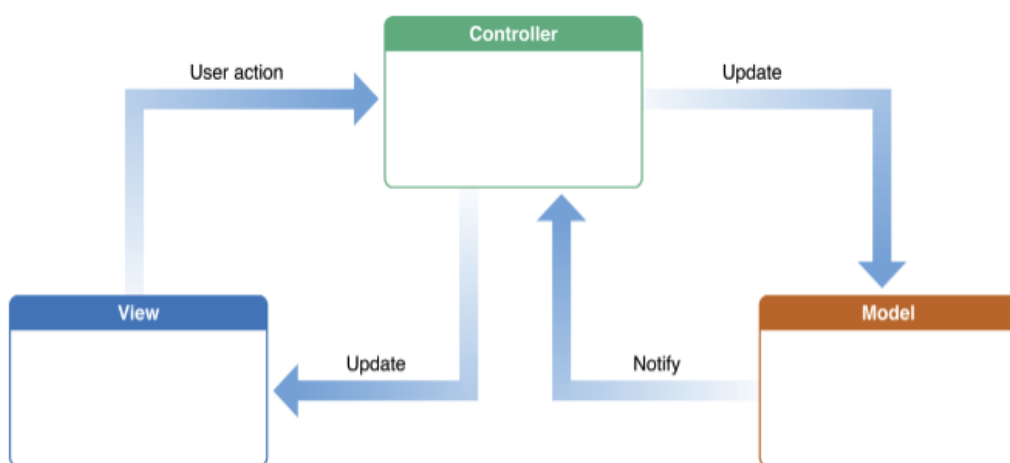 Controller
User action
Update
View
Model
Update
Notify